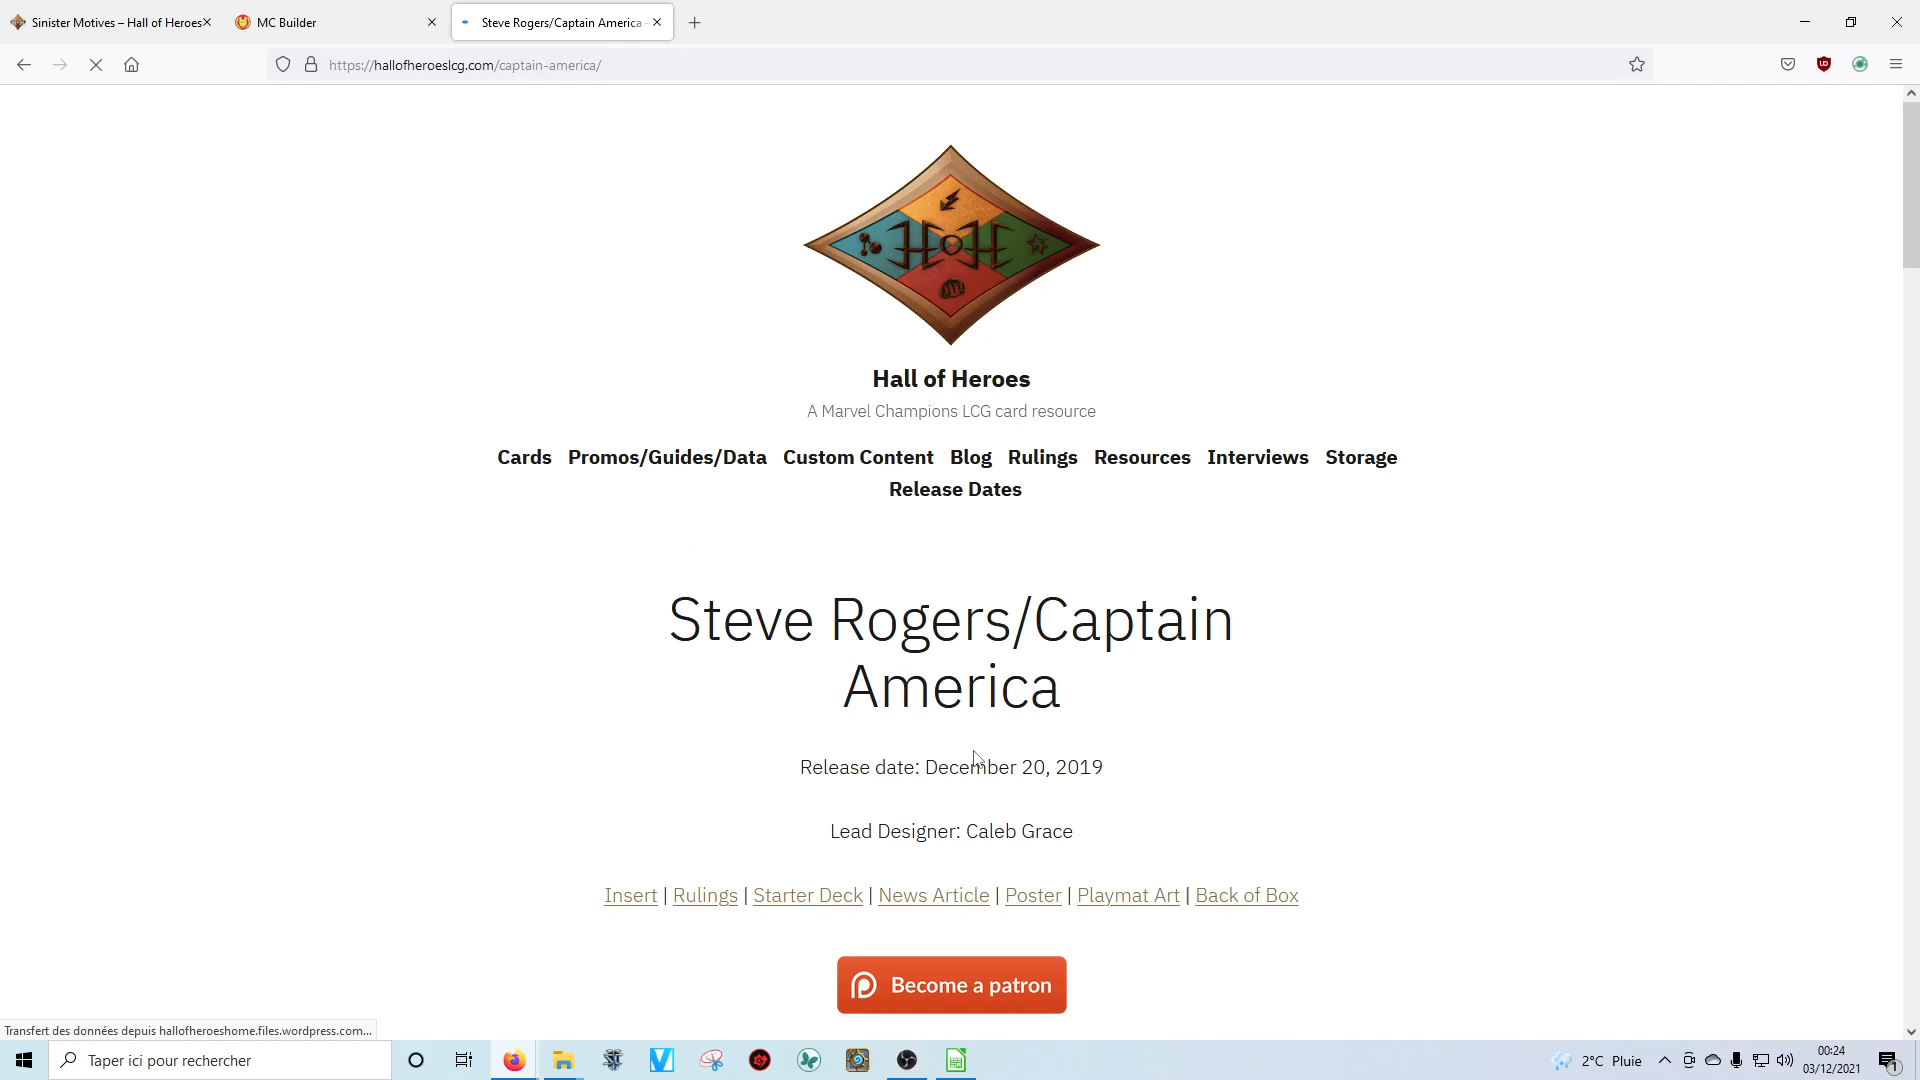 Sinister Motives – Hall of Heroes
MC Builder
Steve Rogers/Captain America -
https://hallofheroeslcg.com/captain-america/
HOH
Hall of Heroes
A Marvel Champions LCG card resource
Cards Promos/Guides/Data Custom Content Blog Rulings Resources Interviews Storage
Release Dates
Steve Rogers/Captain
America
Release date: December 20, 2019
Lead Designer: Caleb Grace
Insert | Rulings | Starter Deck | News Article | Poster | Playmat Art | Back of Box
Become a patron
Transfert des données depuis hallofheroeshome.files.wordpress.com...
Taper ici pour rechercher
2°C Pluie
00:24
03/12/2021
1